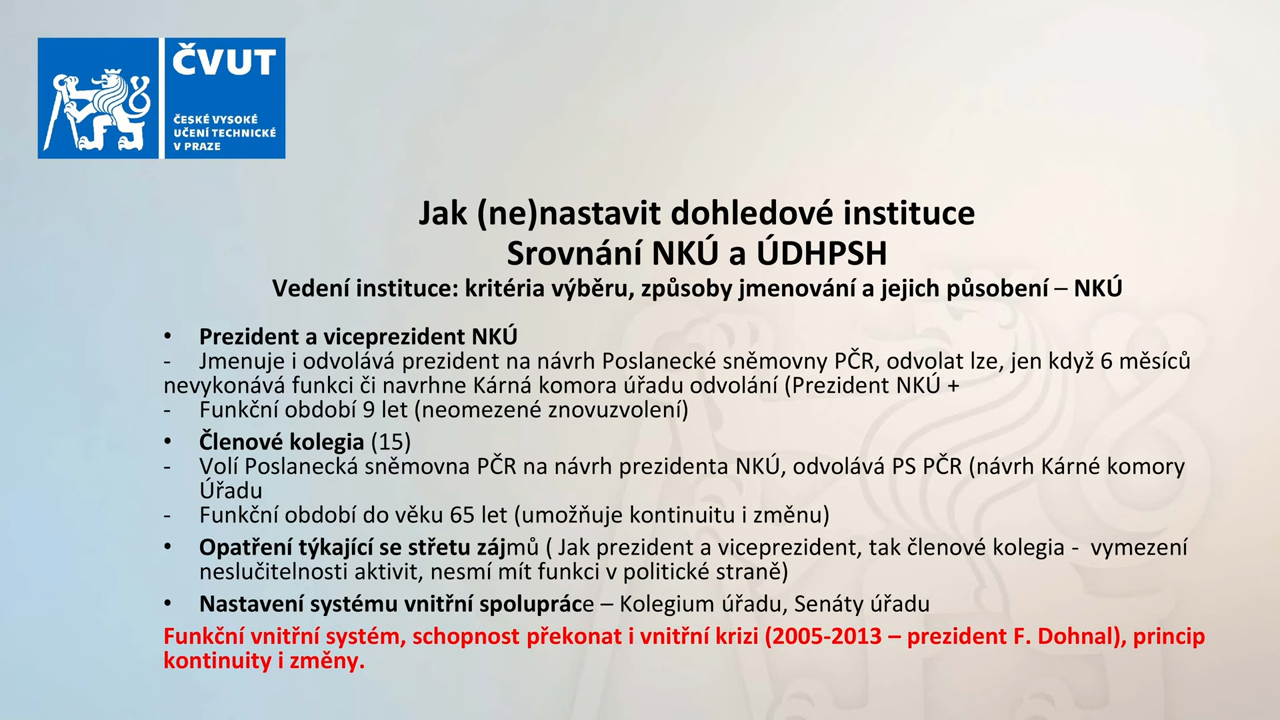 ČVUT
ČESKÉ VYSOKÉ
UČENÍ TECHNICKÉ
V PRAZE
Jak (ne)nastavit dohledové instituce
Srovnání NKÚ a ÚDHPSH
Vedení instituce: kritéria výběru, způsoby jmenování a jejich působení – NKÚ
• Prezident a viceprezident NKÚ
- Jmenuje i odvolává prezident na návrh Poslanecké sněmovny PČR, odvolat lze, jen když 6 měsíců
nevykonává funkci či navrhne Kárná komora úřadu odvolání (Prezident NKÚ +
- Funkční období 9 let (neomezené znovuzvolení)
• Členové kolegia (15)
- Volí Poslanecká sněmovna PČR na návrh prezidenta NKÚ, odvolává PS PČR (návrh Kárné komory
Úřadu
- Funkční období do věku 65 let (umožňuje kontinuitu i změnu)
• Opatření týkající se střetu zájmů ( Jak prezident a viceprezident, tak členové kolegia - vymezení
neslučitelnosti aktivit, nesmí mít funkci v politické straně)
• Nastavení systému vnitřní spolupráce – Kolegium úřadu, Senáty úřadu
Funkční vnitřní systém, schopnost překonat i vnitřní krizi (2005-2013 – prezident F. Dohnal), princip
kontinuity i změny.